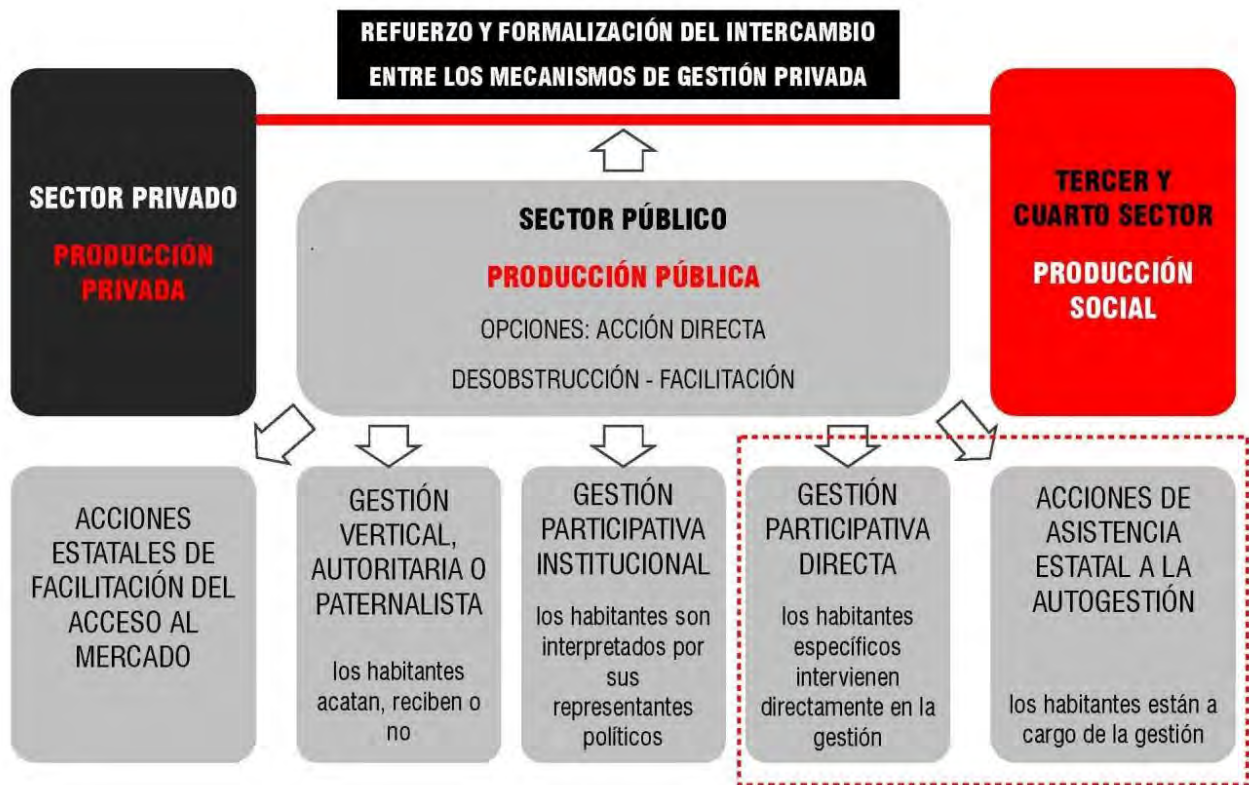 REFUERZO Y FORMALIZACIÓN DEL INTERCAMBIO
ENTRE LOS MECANISMOS DE GESTIÓN PRIVADA
SECTOR PRIVADO
PRODUCCIÓN
PRIVADA
SECTOR PÚBLICO
PRODUCCIÓN PÚBLICA
OPCIONES: ACCIÓN DIRECTA
DESOBSTRUCCIÓN - FACILITACIÓN
TERCER Y
CUARTO SECTOR
PRODUCCIÓN
SOCIAL
ACCIONES
ESTATALES DE
FACILITACIÓN DEL
ACCESO AL
MERCADO
GESTIÓN
VERTICAL,
AUTORITARIA O
PATERNALISTA
los habitantes
acatan, reciben o
no
GESTIÓN
PARTICIPATIVA
INSTITUCIONAL
los habitantes son
interpretados por
sus
representantes
políticos
GESTIÓN
PARTICIPATIVA
DIRECTA
los habitantes
específicos
intervienen
directamente en la
gestión
ACCIONES DE
ASISTENCIA
ESTATAL A LA
AUTOGESTIÓN
los habitantes están a
cargo de la gestión